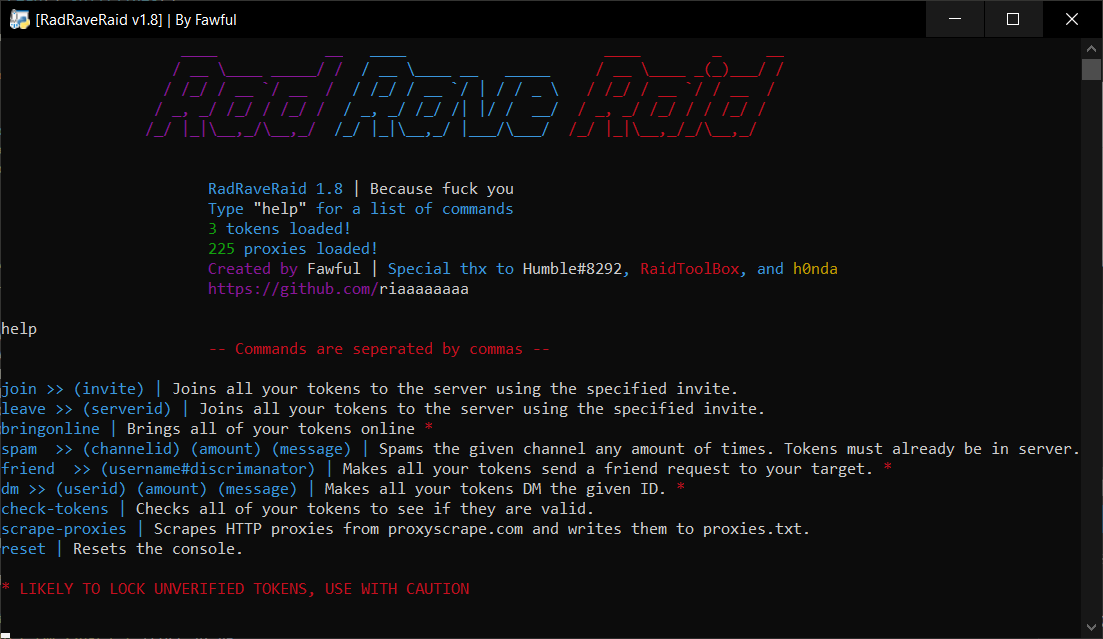 [RadRaveRaid v1.8] | By Fawful
Rad Rave Raid
RadRaveRaid 1.8 | Because fuck you
Type "help" for a list of commands
3 tokens loaded!
225 proxies loaded!
Created by Fawful | Special thx to Humble#8292, RaidToolBox, and h0nda
https://github.com/riaaaaaaaa
help
-- Commands are seperated by commas --
join >> (invite) | Joins all your tokens to the server using the specified invite.
leave >> (serverid) | Joins all your tokens to the server using the specified invite.
bringonline | Brings all of your tokens online *
spam  >> (channelid) (amount) (message) | Spams the given channel any amount of times. Tokens must already be in server.
friend  >> (username#discrimanator) | Makes all your tokens send a friend request to your target. *
dm >> (userid) (amount) (message) | Makes all your tokens DM the given ID. *
check-tokens | Checks all of your tokens to see if they are valid.
scrape-proxies | Scrapes HTTP proxies from proxyscrape.com and writes them to proxies.txt.
reset | Resets the console.
* LIKELY TO LOCK UNVERIFIED TOKENS, USE WITH CAUTION